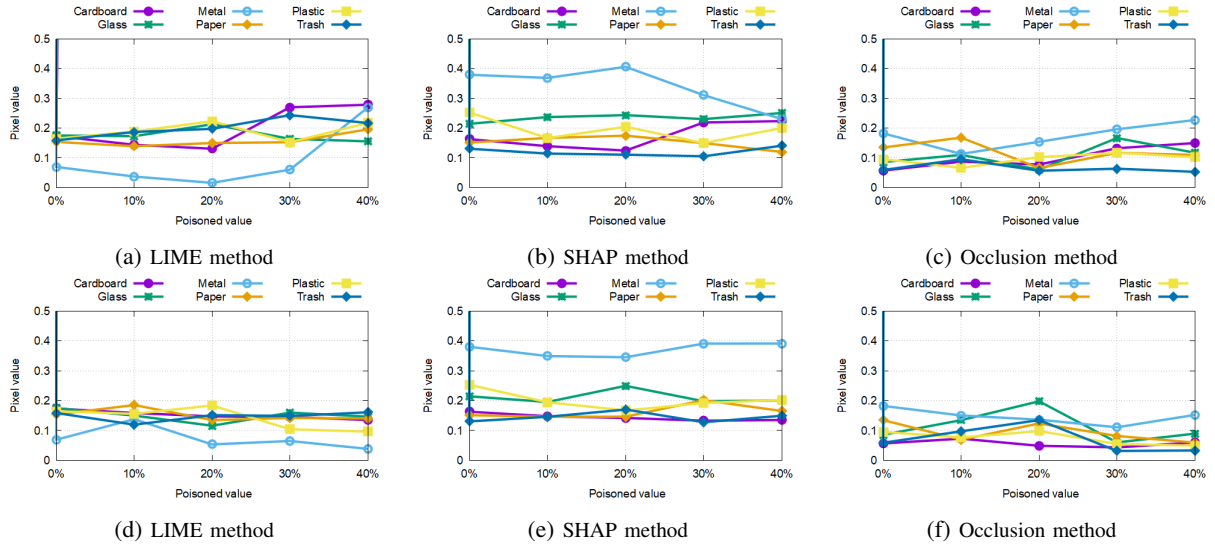 Cardboard Metal Plastic
Glass Paper Trash
0.5
0.4
0.3
0.2
0.1
0
Pixel value
0% 10% 20% 30% 40%
Poisoned value
(a) LIME method
Cardboard Metal Plastic
Glass Paper Trash
0.5
0.4
0.3
0.2
0.1
0
Pixel value
0% 10% 20% 30% 40%
Poisoned value
(b) SHAP method
Cardboard Metal Plastic
Glass Paper Trash
0.5
0.4
0.3
0.2
0.1
0
Pixel value
0% 10% 20% 30% 40%
Poisoned value
(c) Occlusion method
Cardboard Metal Plastic
Glass Paper Trash
0.5
0.4
0.3
0.2
0.1
0
Pixel value
0% 10% 20% 30% 40%
Poisoned value
(d) LIME method
Cardboard Metal Plastic
Glass Paper Trash
0.5
0.4
0.3
0.2
0.1
0
Pixel value
0% 10% 20% 30% 40%
Poisoned value
(e) SHAP method
Cardboard Metal Plastic
Glass Paper Trash
0.5
0.4
0.3
0.2
0.1
0
Pixel value
0% 10% 20% 30% 40%
Poisoned value
(f) Occlusion method